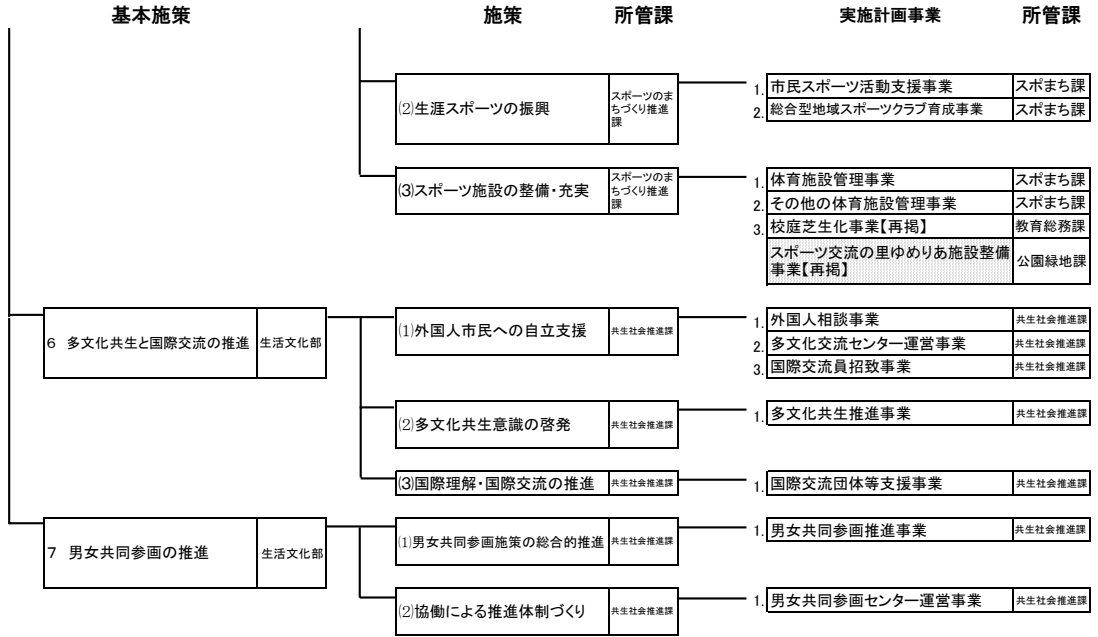 基本施策 施策 所管課 実施計画事業 所管課
⑵生涯スポーツの振興
スポーツのま
ちづくり推進
課
1. 市民スポーツ活動支援事業 スポまち課
2. 総合型地域スポーツクラブ育成事業 スポまち課
⑶スポーツ施設の整備・充実
スポーツのま
ちづくり推進
課
1. 体育施設管理事業 スポまち課
2. その他の体育施設管理事業 スポまち課
3. 校庭芝生化事業【再掲】 教育総務課
スポーツ交流の里ゆめりあ施設整備
事業【再掲】 公園緑地課
6 多文化共生と国際交流の推進 生活文化部
⑴外国人市民への自立支援 共生社会推進課
1. 外国人相談事業 共生社会推進課
2. 多文化交流センター運営事業 共生社会推進課
3. 国際交流員招致事業 共生社会推進課
⑵多文化共生意識の啓発 共生社会推進課
1. 多文化共生推進事業 共生社会推進課
⑶国際理解・国際交流の推進 共生社会推進課
1. 国際交流団体等支援事業 共生社会推進課
7 男女共同参画の推進 生活文化部
⑴男女共同参画施策の総合的推進 共生社会推進課
1. 男女共同参画推進事業 共生社会推進課
⑵協働による推進体制づくり 共生社会推進課
1. 男女共同参画センター運営事業 共生社会推進課